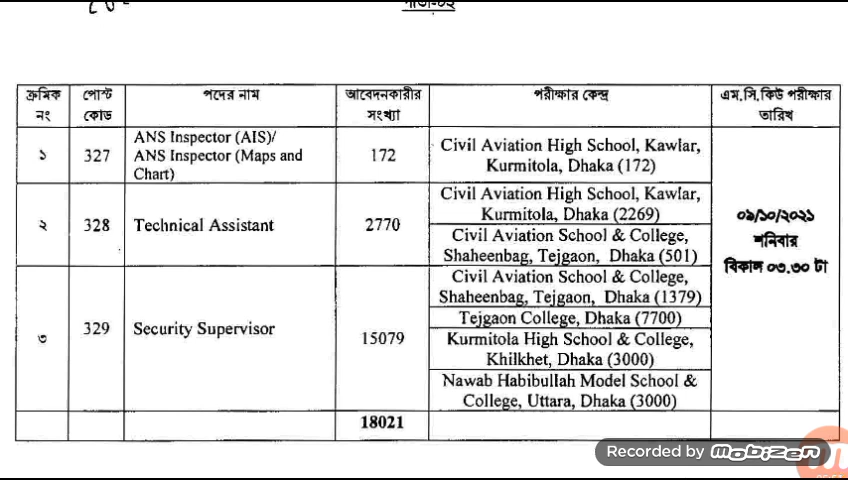 পাতা-০২
ক্রমিক নং
পোস্ট কোড
পদের নাম
আবেদনকারীর সংখ্যা
পরীক্ষার কেন্দ্র
এম.সি.কিউ পরীক্ষার তারিখ
১
327
ANS Inspector (AIS)/
ANS Inspector (Maps and
Chart)
172
Civil Aviation High School, Kawlar,
Kurmitola, Dhaka (172)
০৯/১০/২০২১
শনিবার
বিকাল ০৩.৩০ টা
২
328
Technical Assistant
2770
Civil Aviation High School, Kawlar,
Kurmitola, Dhaka (2269)
Civil Aviation School & College,
Shaheenbag, Tejgaon, Dhaka (501)
৩
329
Security Supervisor
15079
Civil Aviation School & College,
Shaheenbag, Tejgaon, Dhaka (1379)
Tejgaon College, Dhaka (7700)
Kurmitola High School & College,
Khilkhet, Dhaka (3000)
Nawab Habibullah Model School &
College, Uttara, Dhaka (3000)
18021
Recorded by Mobizen